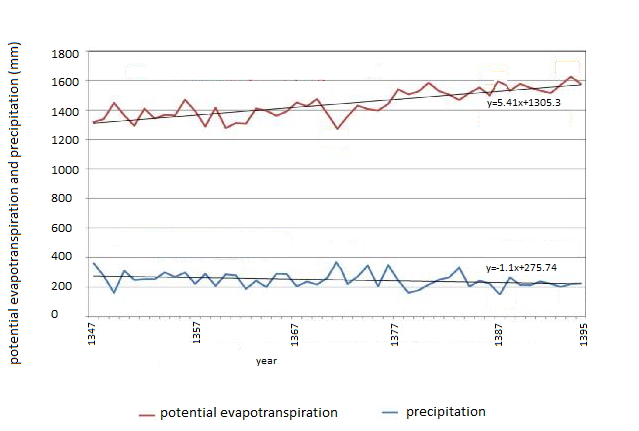 potential evapotranspiration and precipitation (mm)
1800
1600
1400
1200
1000
800
600
400
200
0
y=5.41x+1305.3
y=-1.1x+275.74
1347
1357
1367
1377
1387
1395
year
potential evapotranspiration
precipitation